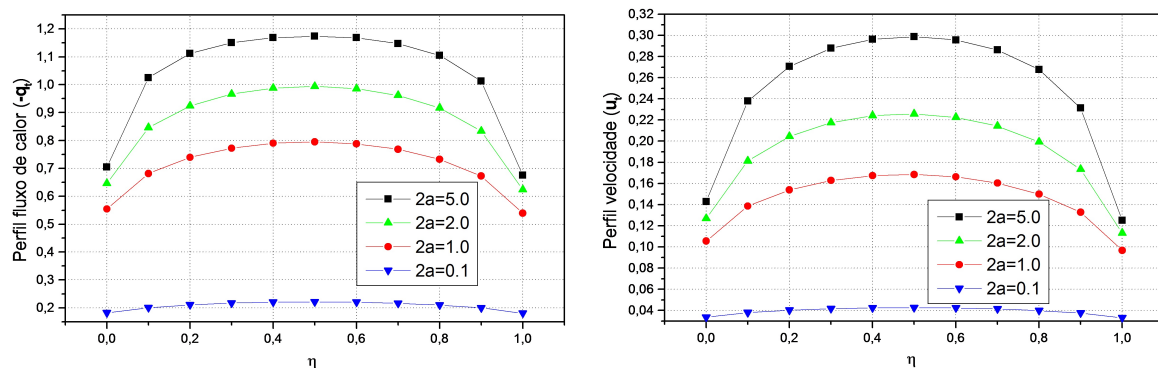 Perfil fluxo de calor (-qₜ)
1,2
1,1
1,0
0,9
0,8
0,7
0,6
0,5
0,4
0,3
0,2
2a=5.0
2a=2.0
2a=1.0
2a=0.1
0,0 0,2 0,4 0,6 0,8 1,0
η
Perfil velocidade (uₜ)
0,32
0,30
0,28
0,26
0,24
0,22
0,20
0,18
0,16
0,14
0,12
0,10
0,08
0,06
0,04
2a=5.0
2a=2.0
2a=1.0
2a=0.1
0,0 0,2 0,4 0,6 0,8 1,0
η